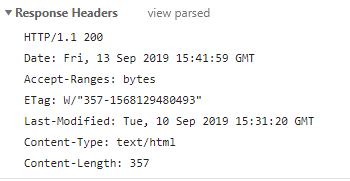 Response Headers view parsed
HTTP/1.1 200
Date: Fri, 13 Sep 2019 15:41:59 GMT
Accept-Ranges: bytes
ETag: W/"357-1568129480493"
Last-Modified: Tue, 10 Sep 2019 15:31:20 GMT
Content-Type: text/html
Content-Length: 357